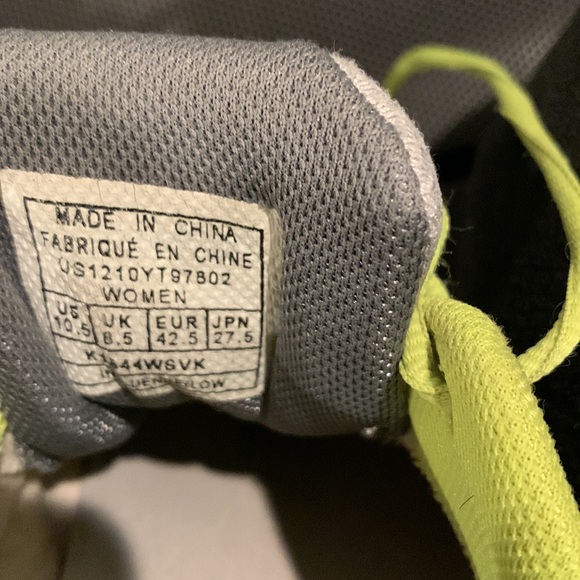 MADE IN CHINA
FABRIQUÉ EN CHINE
US1210YT97802
WOMEN
US UK EUR JPN
10.5 8.5 42.5 27.5